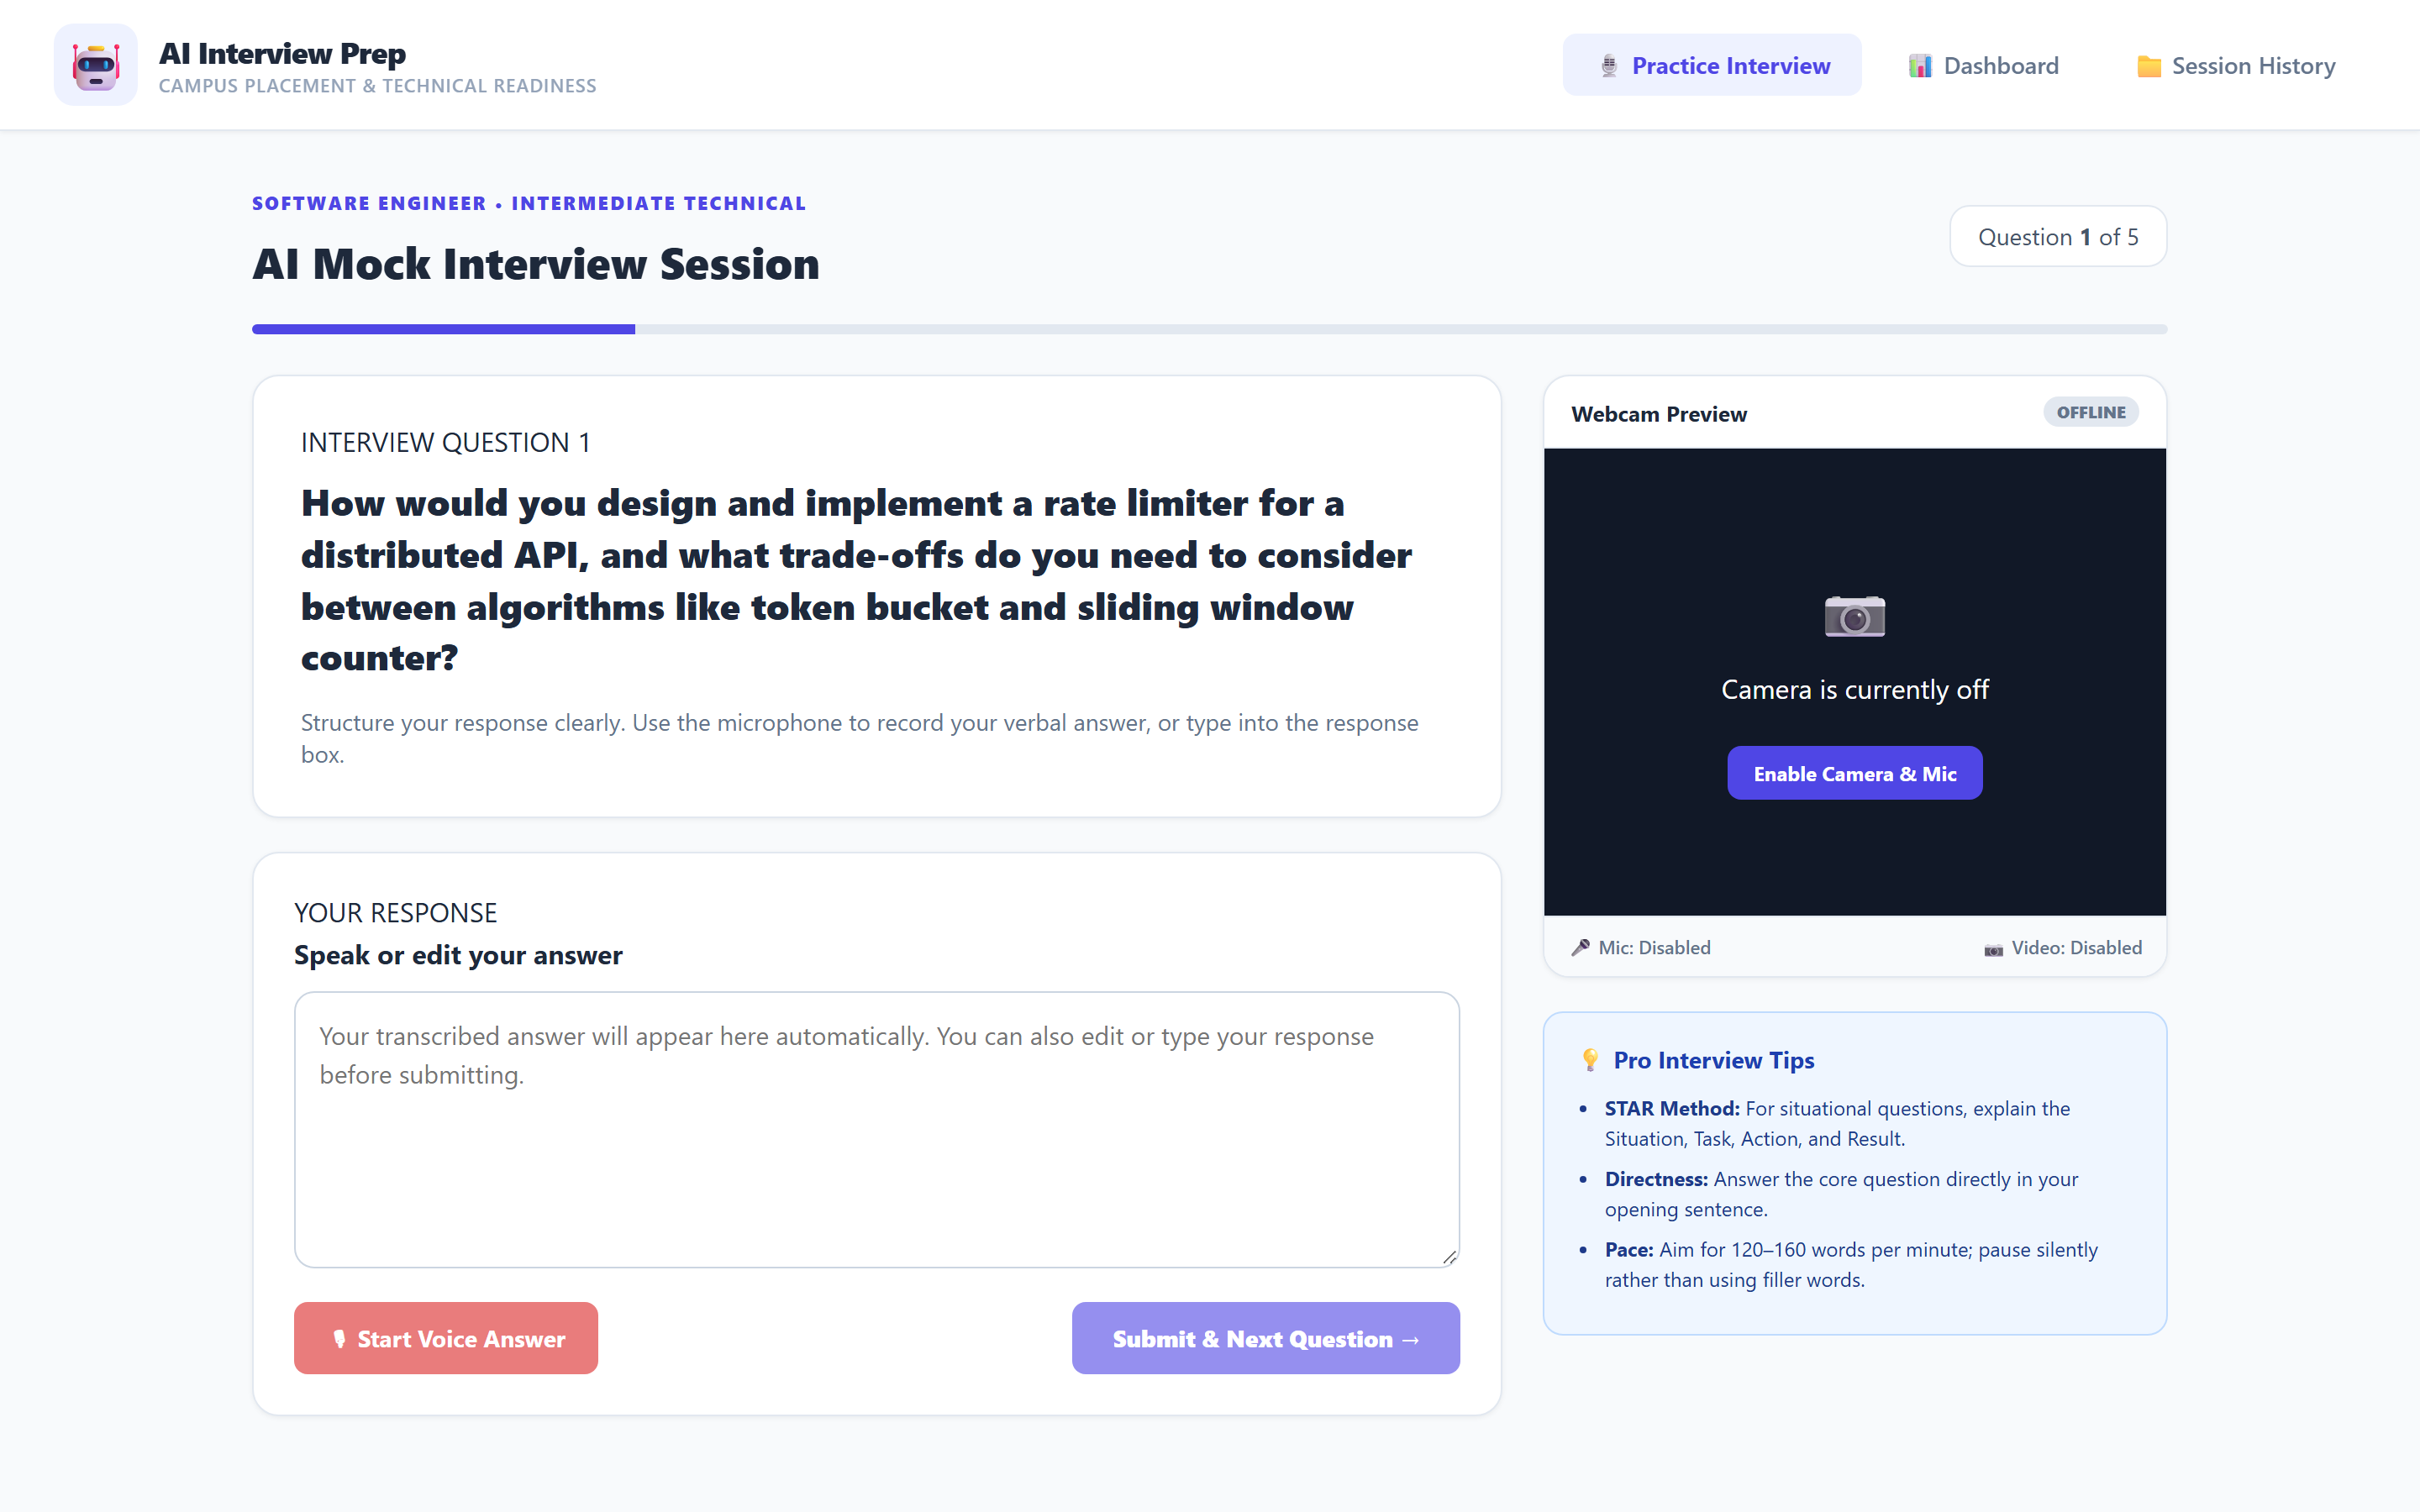 AI Interview Prep
CAMPUS PLACEMENT & TECHNICAL READINESS
Practice Interview
Dashboard
Session History
SOFTWARE ENGINEER • INTERMEDIATE TECHNICAL
AI Mock Interview Session
Question 1 of 5
INTERVIEW QUESTION 1
How would you design and implement a rate limiter for a
distributed API, and what trade-offs do you need to consider
between algorithms like token bucket and sliding window
counter?
Structure your response clearly. Use the microphone to record your verbal answer, or type into the response
box.
YOUR RESPONSE
Speak or edit your answer
Your transcribed answer will appear here automatically. You can also edit or type your response
before submitting.
Start Voice Answer
Submit & Next Question →
Webcam Preview
OFFLINE
Camera is currently off
Enable Camera & Mic
Mic: Disabled
Video: Disabled
Pro Interview Tips
• STAR Method: For situational questions, explain the
Situation, Task, Action, and Result.
• Directness: Answer the core question directly in your
opening sentence.
• Pace: Aim for 120–160 words per minute; pause silently
rather than using filler words.